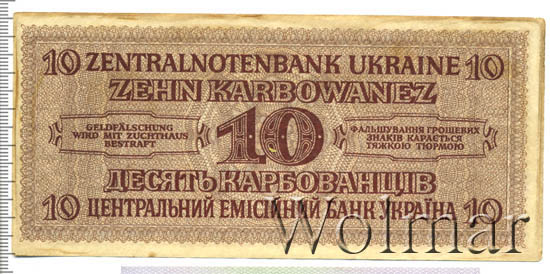 10 ZENTRALNOTENBANK UKRAINE 10
ZEHN KARBOWANEZ
GELDFÄLSCHUNG
WIRD MIT ZUCHTHAUS
BESTRAFT
10
ФАЛЬШУВАННЯ ГРОШЕВИХ
ЗНАКІВ КАРАЄТЬСЯ
ТЯЖКОЮ ТЮРМОЮ
ДЕСЯТЬ КАРБОВАНЦІВ
10 ЦЕНТРАЛЬНИЙ ЕМІСІЙНИЙ БАНК УКРАЇНА 10
Wolmar